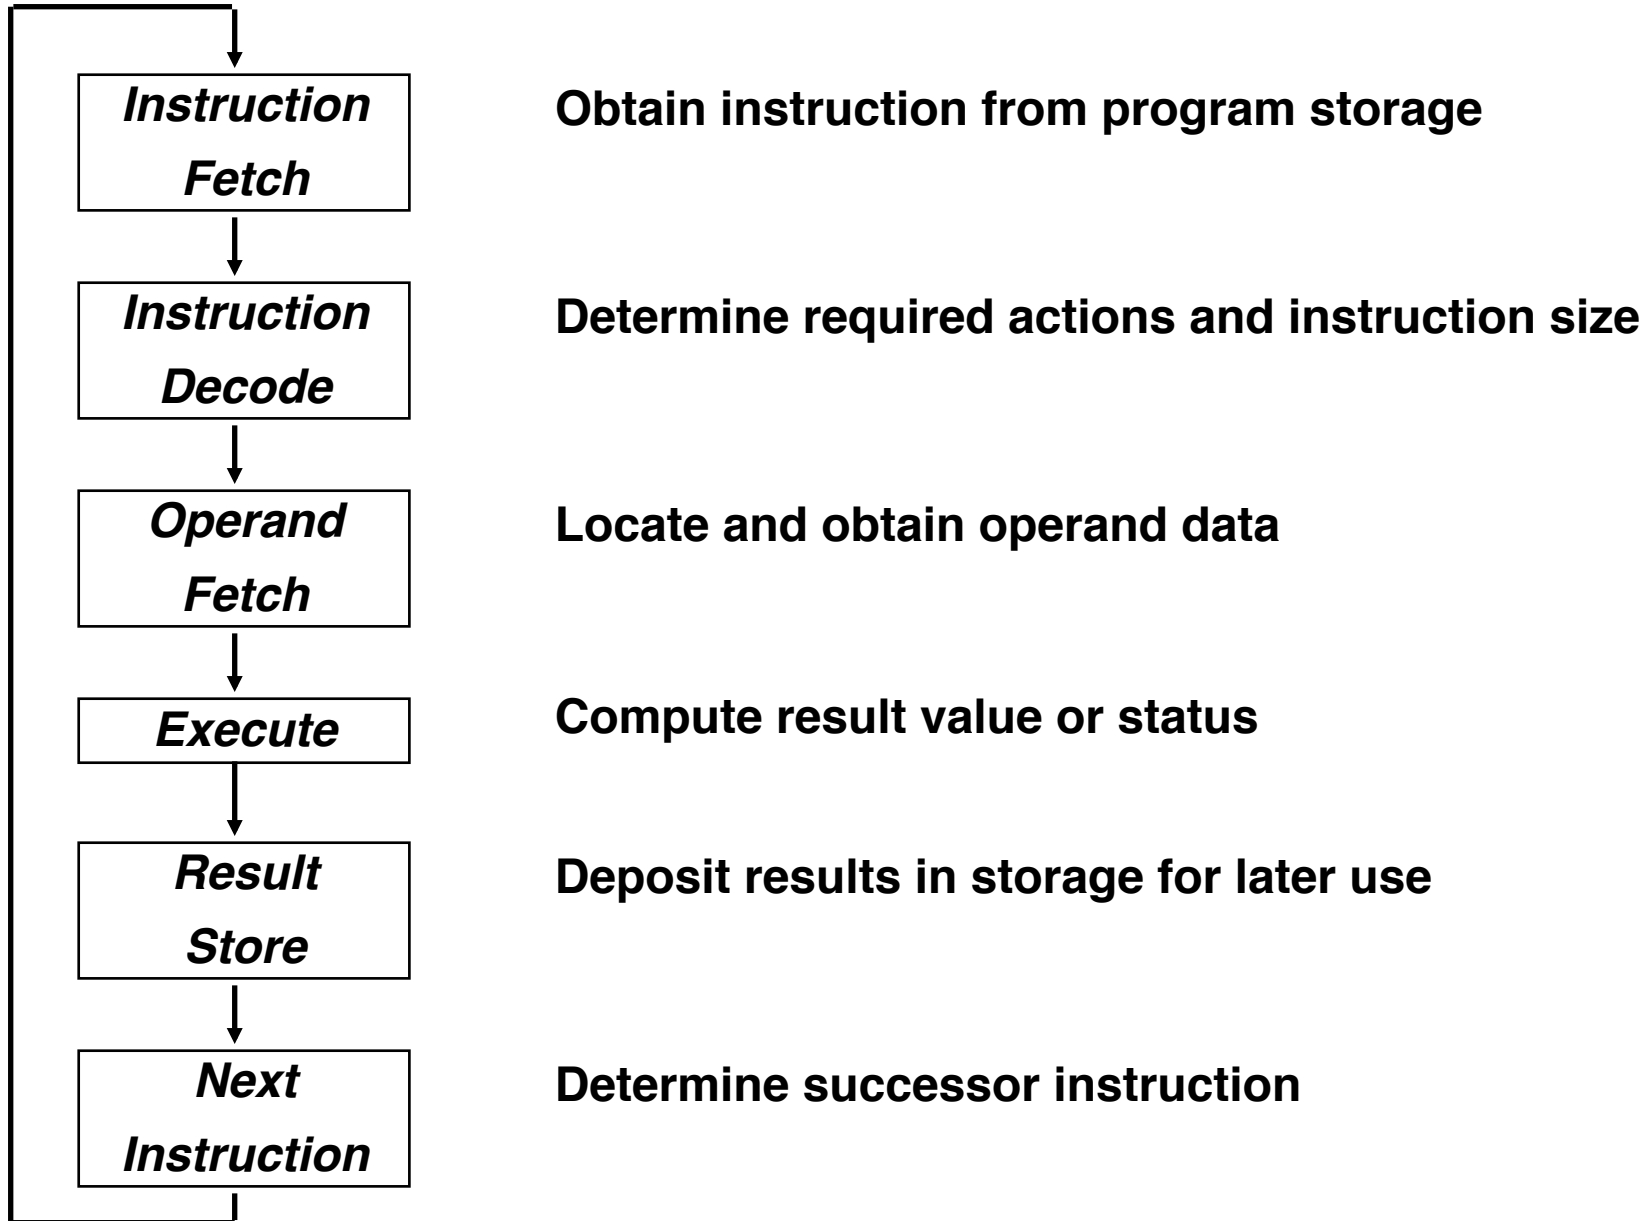 Instruction
Fetch
Obtain instruction from program storage
Instruction
Decode
Determine required actions and instruction size
Operand
Fetch
Locate and obtain operand data
Execute
Compute result value or status
Result
Store
Deposit results in storage for later use
Next
Instruction
Determine successor instruction